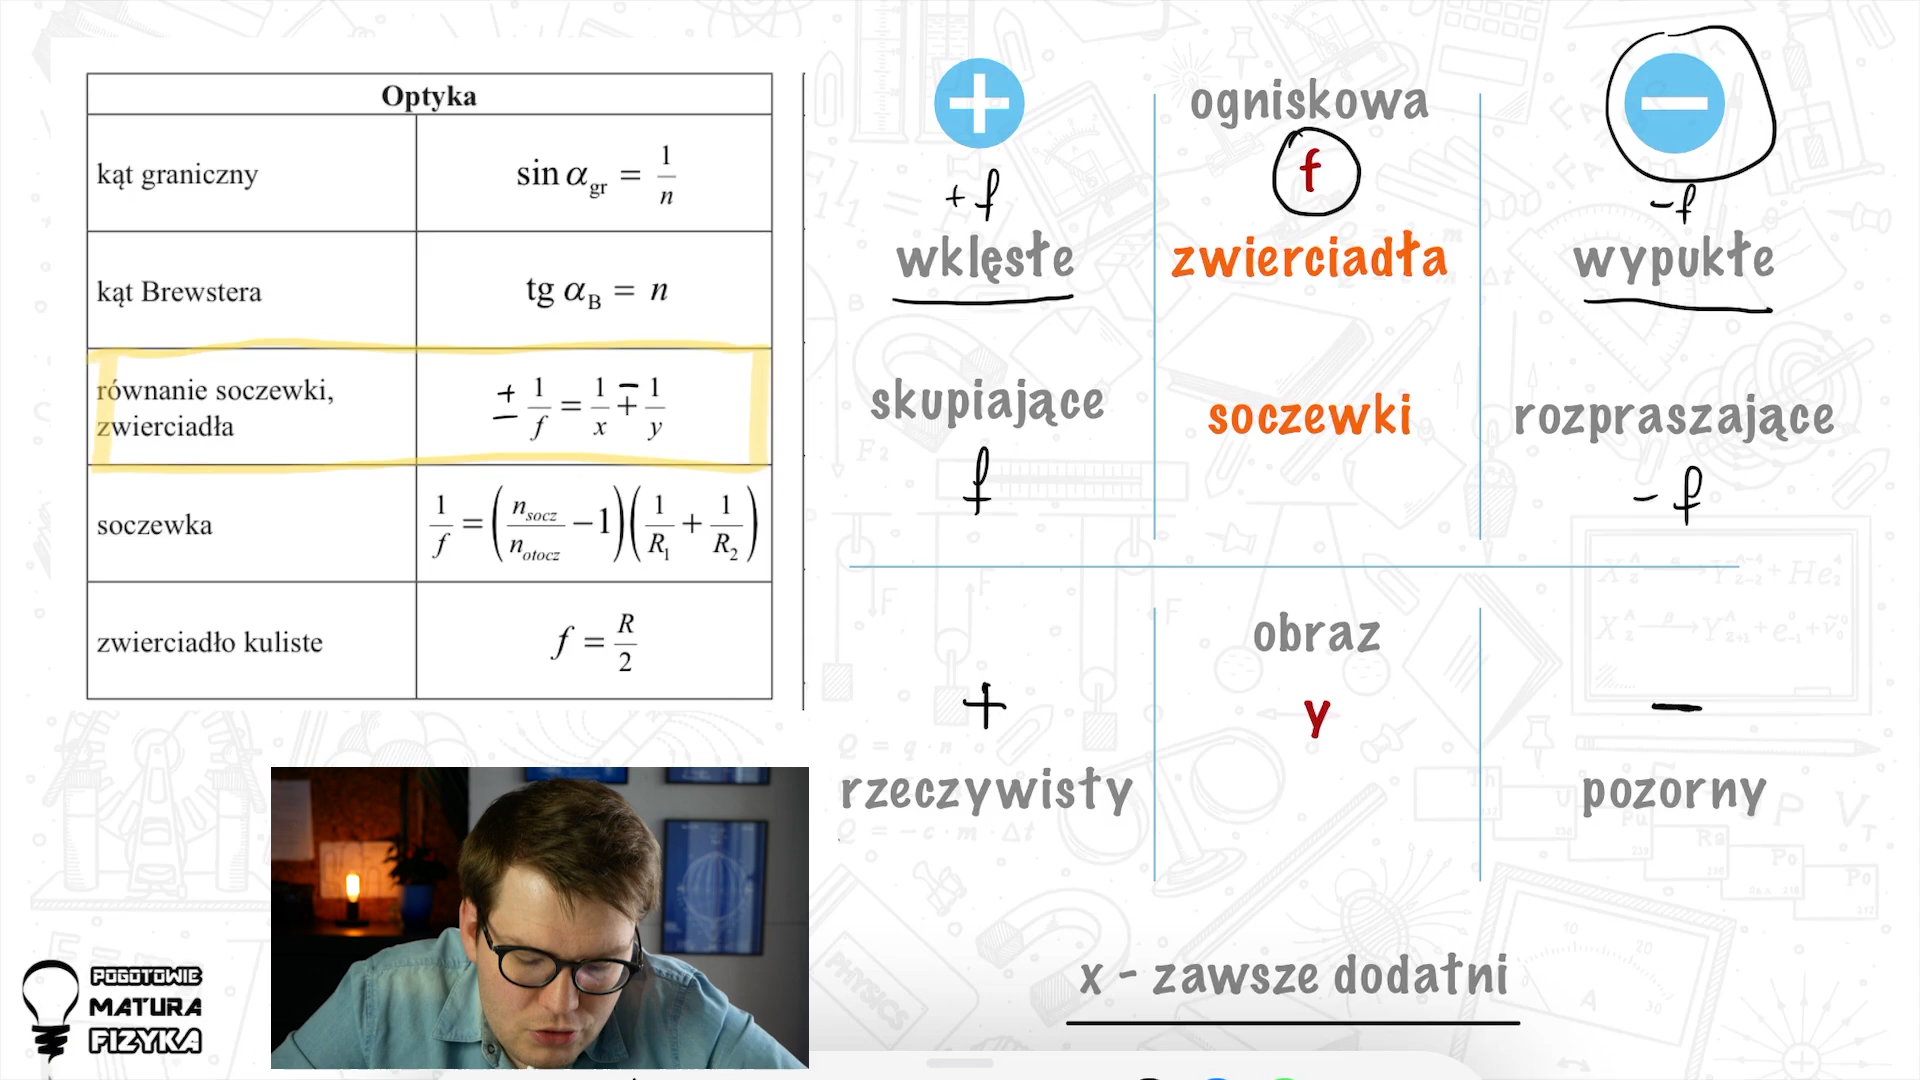 Optyka
kąt graniczny
sin α_gr = 1/n
kąt Brewstera
tg α_B = n
równanie soczewki,
zwierciadła
± 1/f = 1/x ∓ 1/y
soczewka
1/f = (n_socz/n_otocz − 1)(1/R₁ + 1/R₂)
zwierciadło kuliste
f = R/2
ogniskowa
f
+ f
- f
wklęsłe
zwierciadła
wypukłe
skupiające
soczewki
rozpraszające
f
- f
obraz
+
y
−
rzeczywisty
pozorny
x - zawsze dodatni
POGOTOWIE
MATURA
FIZYKA